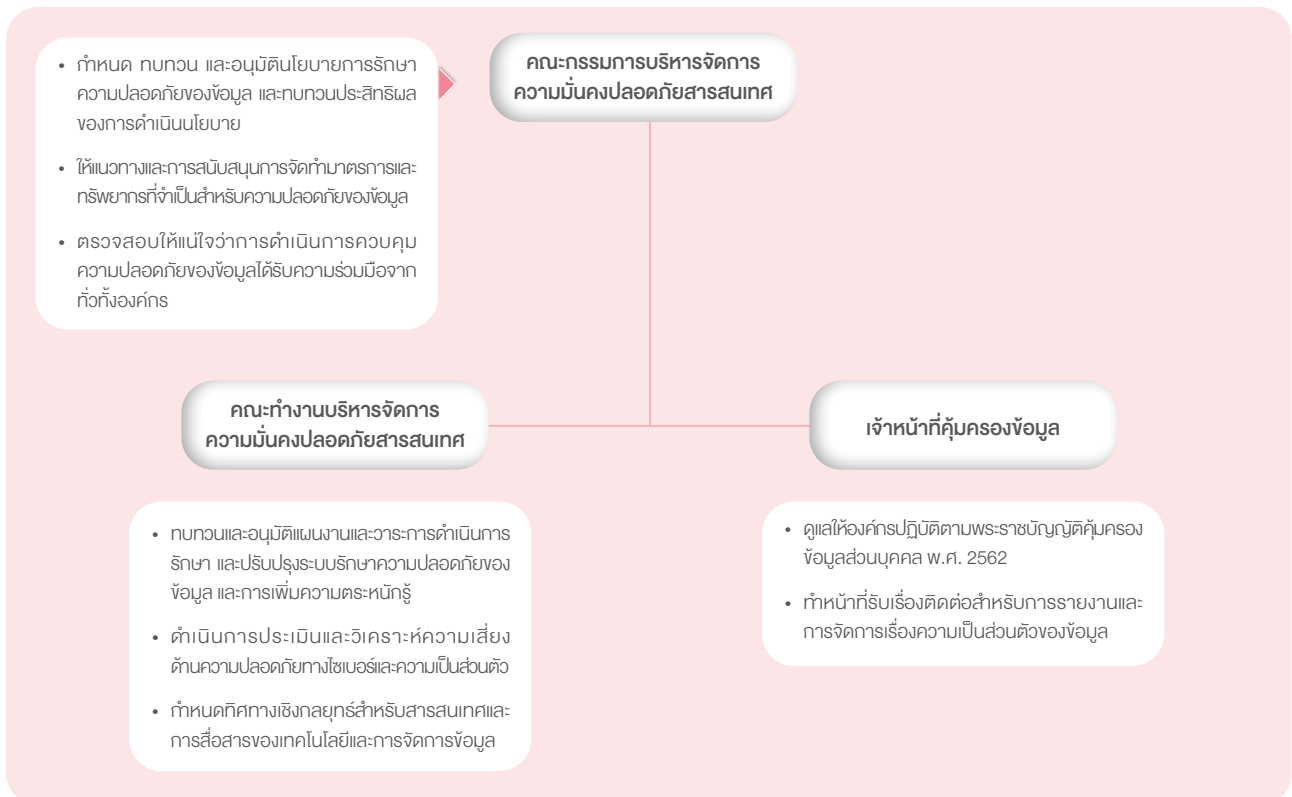 คณะกรรมการบริหารจัดการ
ความมั่นคงปลอดภัยสารสนเทศ
• กำหนด ทบทวน และอนุมัตินโยบายการรักษา
ความปลอดภัยของข้อมูล และทบทวนประสิทธิผล
ของการดำเนินนโยบาย
• ให้แนวทางและการสนับสนุนการจัดทำมาตรการและ
ทรัพยากรที่จำเป็นสำหรับความปลอดภัยของข้อมูล
• ตรวจสอบให้แน่ใจว่าการดำเนินการควบคุม
ความปลอดภัยของข้อมูลได้รับความร่วมมือจาก
ทั่วทั้งองค์กร
คณะทำงานบริหารจัดการ
ความมั่นคงปลอดภัยสารสนเทศ
• ทบทวนและอนุมัติแผนงานและวาระการดำเนินการ
รักษา และปรับปรุงระบบรักษาความปลอดภัยของ
ข้อมูล และการเพิ่มความตระหนักรู้
• ดำเนินการประเมินและวิเคราะห์ความเสี่ยง
ด้านความปลอดภัยทางไซเบอร์และความเป็นส่วนตัว
• กำหนดทิศทางเชิงกลยุทธ์สำหรับสารสนเทศและ
การสื่อสารของเทคโนโลยีและการจัดการข้อมูล
เจ้าหน้าที่คุ้มครองข้อมูล
• ดูแลให้องค์กรปฏิบัติตามพระราชบัญญัติคุ้มครอง
ข้อมูลส่วนบุคคล พ.ศ. 2562
• ทำหน้าที่รับเรื่องติดต่อสำหรับการรายงานและ
การจัดการเรื่องความเป็นส่วนตัวของข้อมูล